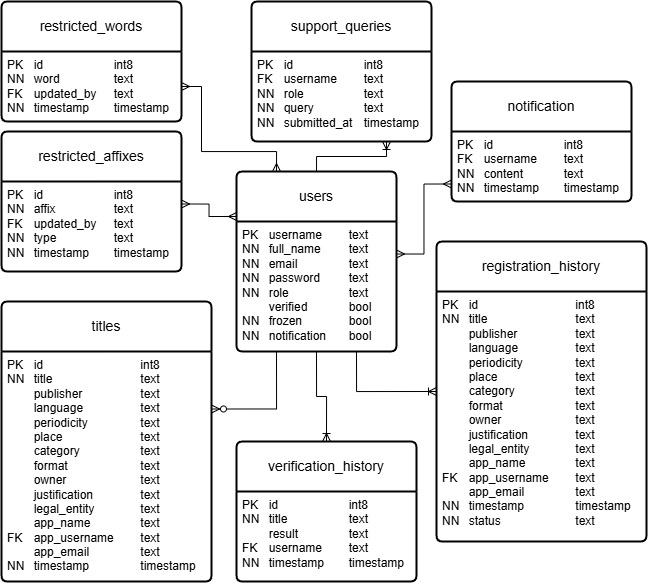 restricted_words
PK id int8
NN word text
FK updated_by text
NN timestamp timestamp
support_queries
PK id int8
FK username text
NN role text
NN query text
NN submitted_at timestamp
notification
PK id int8
FK username text
NN content text
NN timestamp timestamp
restricted_affixes
PK id int8
NN affix text
FK updated_by text
NN type text
NN timestamp timestamp
users
PK username text
NN full_name text
NN email text
NN password text
NN role text
verified bool
NN frozen bool
NN notification bool
registration_history
PK id int8
NN title text
publisher text
language text
periodicity text
place text
category text
format text
owner text
justification text
legal_entity text
app_name text
FK app_username text
app_email text
NN timestamp timestamp
NN status text
titles
PK id int8
NN title text
publisher text
language text
periodicity text
place text
category text
format text
owner text
justification text
legal_entity text
app_name text
FK app_username text
app_email text
NN timestamp timestamp
verification_history
PK id int8
NN title text
result text
FK username text
NN timestamp timestamp